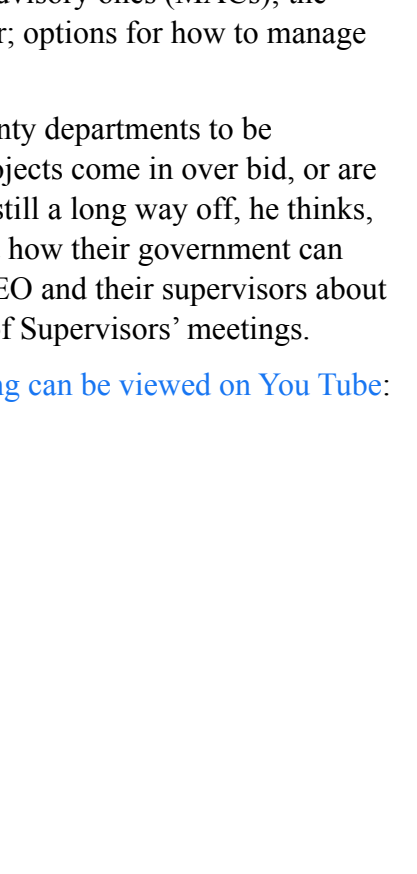 advisory ones (MACs), the
r; options for how to manage
nty departments to be
ojects come in over bid, or are
still a long way off, he thinks,
how their government can
EO and their supervisors about
of Supervisors’ meetings.
ng can be viewed on You Tube: